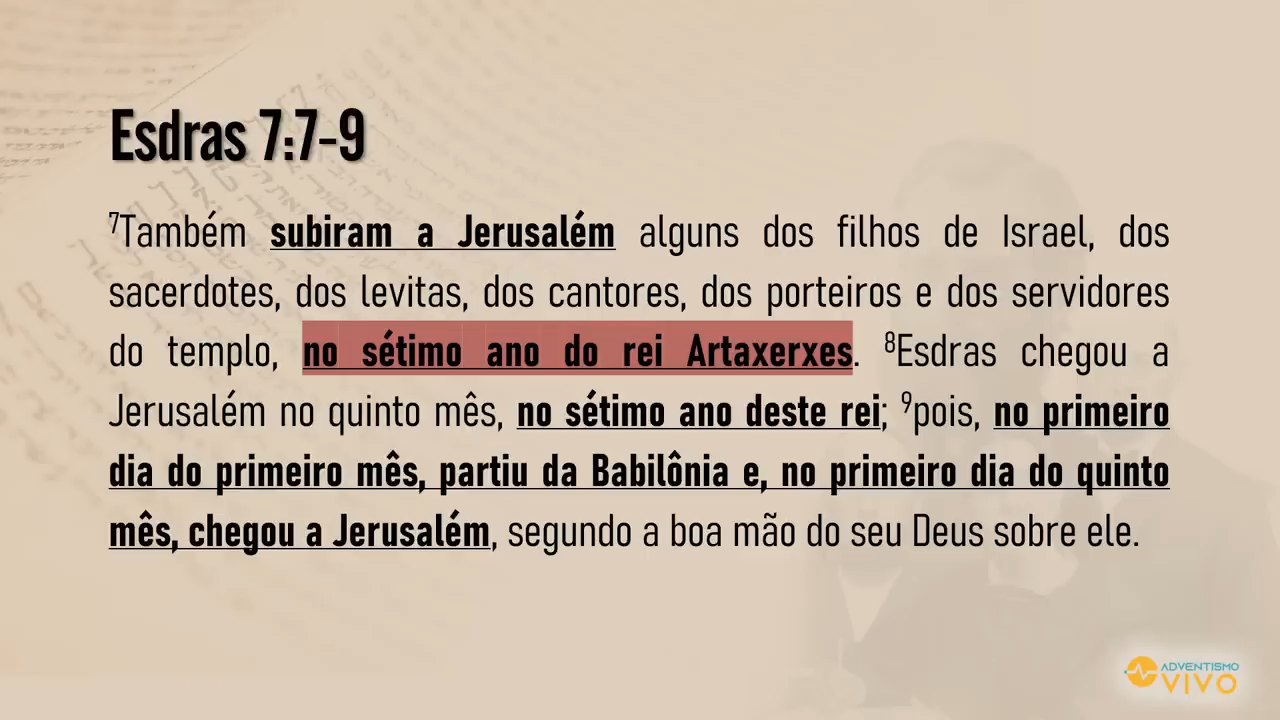 Esdras 7:7-9
⁷Também subiram a Jerusalém alguns dos filhos de Israel, dos
sacerdotes, dos levitas, dos cantores, dos porteiros e dos servidores
do templo, no sétimo ano do rei Artaxerxes. ⁸Esdras chegou a
Jerusalém no quinto mês, no sétimo ano deste rei; ⁹pois, no primeiro
dia do primeiro mês, partiu da Babilônia e, no primeiro dia do quinto
mês, chegou a Jerusalém, segundo a boa mão do seu Deus sobre ele.
ADVENTISMO
VIVO